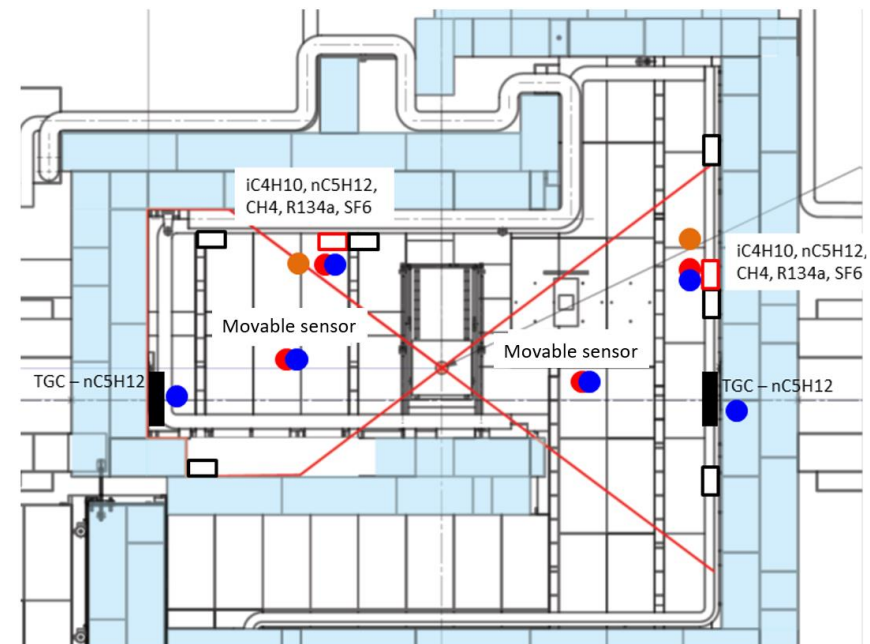 iC4H10, nC5H12,
CH4, R134a, SF6
iC4H10, nC5H12,
CH4, R134a, SF6
Movable sensor
Movable sensor
TGC – nC5H12
TGC – nC5H12